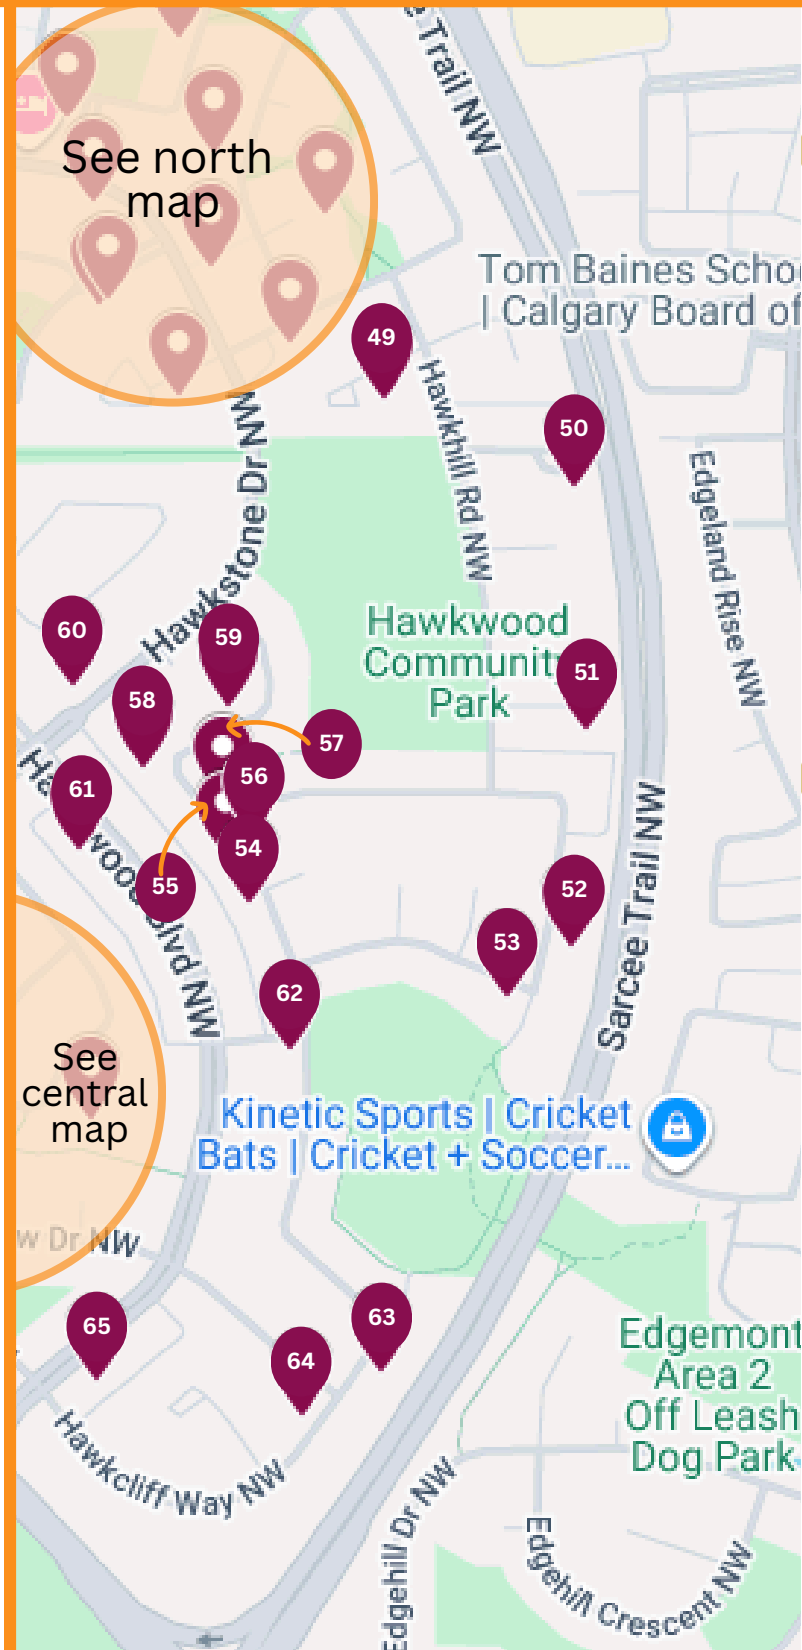 Trail NW
See north
map
Tom Baines Schoo
| Calgary Board of
49
Hawkhill Rd NW
50
Hawkstone Dr NW
Edgeland Rise NW
Hawkwood
Community
Park
60
59
58
51
57
56
61
54
55
wood Blvd NW
52
53
Sarcee Trail NW
62
See
central
map
Kinetic Sports | Cricket
Bats | Cricket + Soccer...
w Dr NW
65
63
64
Edgemont
Area 2
Off Leash
Dog Park
Hawkcliff Way NW
Edgehill Dr NW
Edgehill Crescent NW